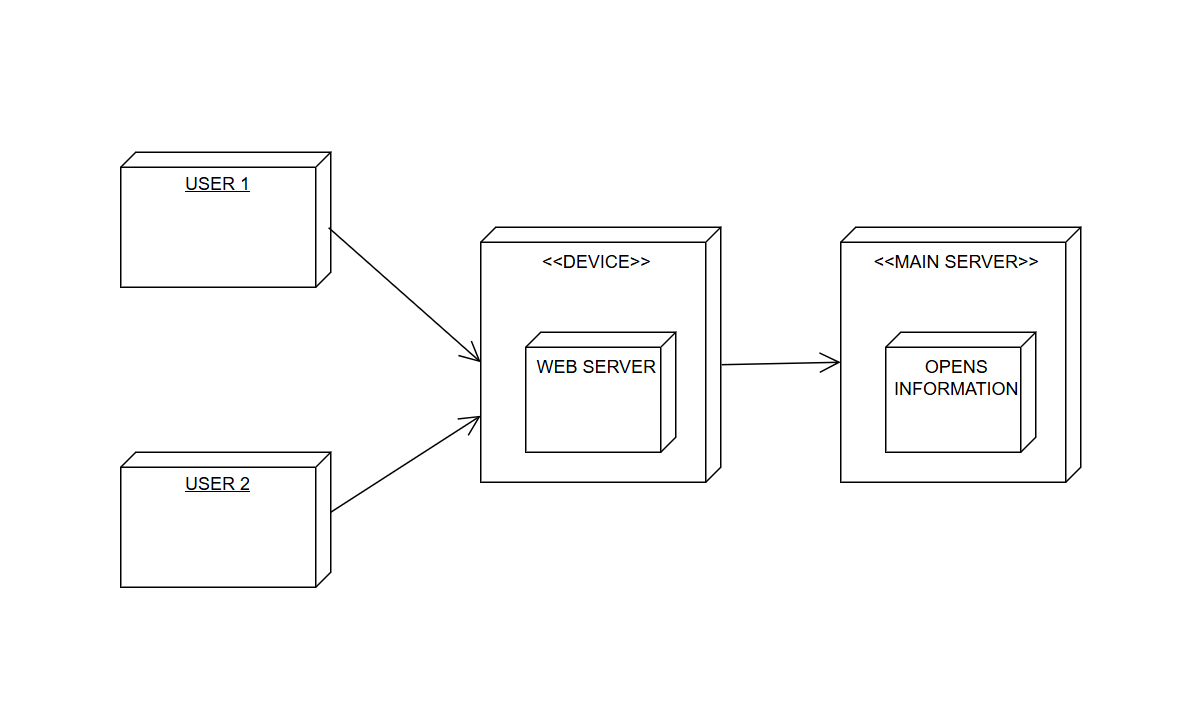 USER 1
<<DEVICE>>
<<MAIN SERVER>>
WEB SERVER
OPENS
INFORMATION
USER 2